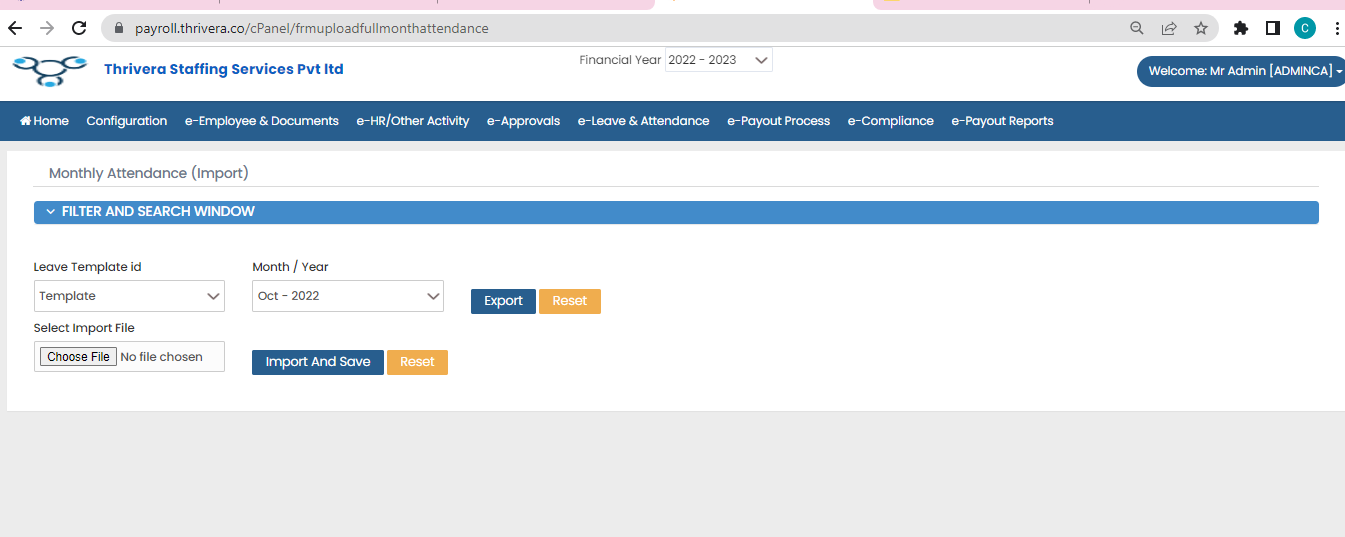 payroll.thrivera.co/cPanel/frmuploadfullmonthattendance
C
Thrivera Staffing Services Pvt ltd
Financial Year 2022 - 2023
Welcome: Mr Admin [ADMINCA]
Home Configuration e-Employee & Documents e-HR/Other Activity e-Approvals e-Leave & Attendance e-Payout Process e-Compliance e-Payout Reports
Monthly Attendance (Import)
FILTER AND SEARCH WINDOW
Leave Template id Month / Year
Template Oct - 2022 Export Reset
Select Import File
Choose File No file chosen Import And Save Reset